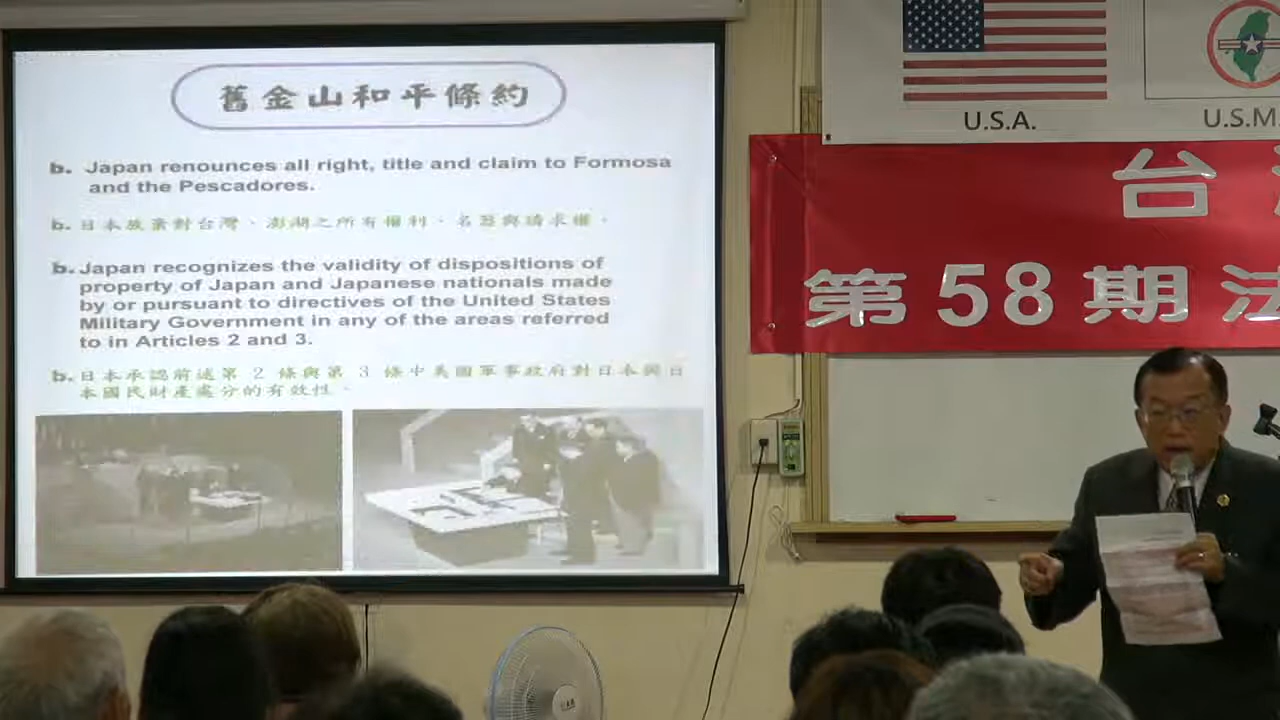 舊金山和平條約
b. Japan renounces all right, title and claim to Formosa
and the Pescadores.
b. 日本放棄對台灣、澎湖之所有權利、名器與請求權。
b. Japan recognizes the validity of dispositions of
property of Japan and Japanese nationals made
by or pursuant to directives of the United States
Military Government in any of the areas referred
to in Articles 2 and 3.
b. 日本承認前述第 2 條與第 3 條中美國軍事政府對日本與日
本國民財產處分的有效性。
U.S.A.
U.S.M.
台
第58期法